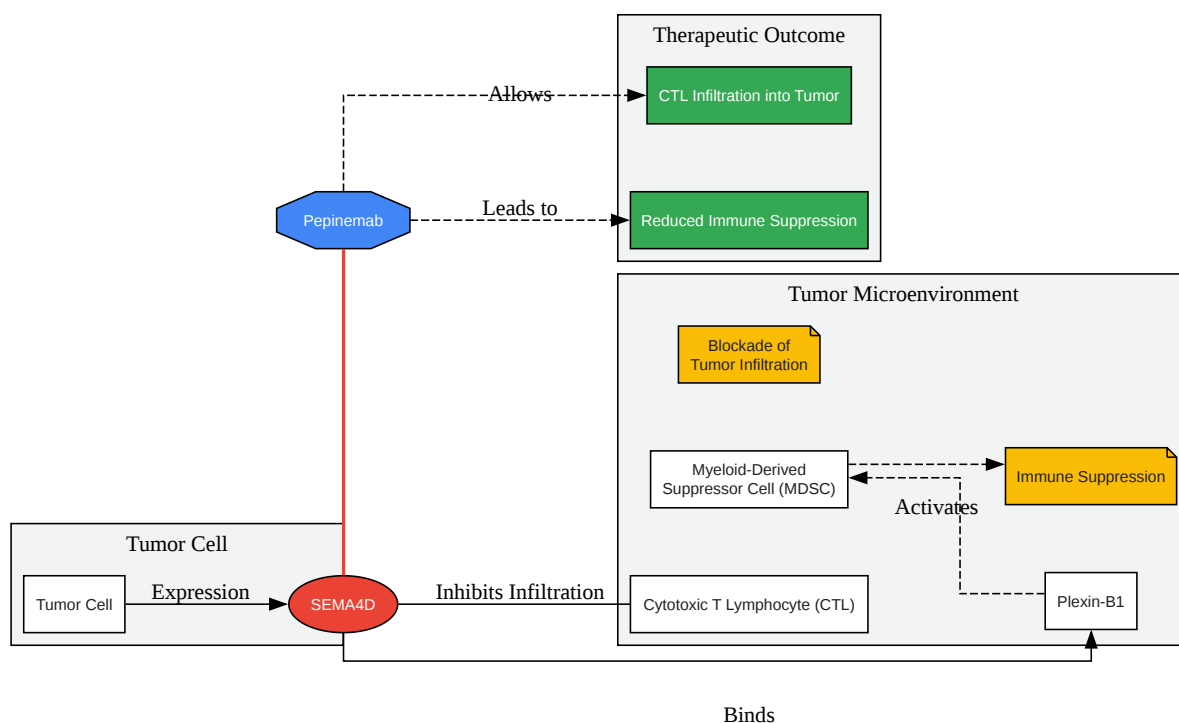 Therapeutic Outcome
Allows
CTL Infiltration into Tumor
Pepinemab
Leads to
Reduced Immune Suppression
Tumor Microenvironment
Blockade of
Tumor Infiltration
Myeloid-Derived
Suppressor Cell (MDSC)
Immune Suppression
Activates
Tumor Cell
Tumor Cell
Expression
SEMA4D
Inhibits Infiltration
Cytotoxic T Lymphocyte (CTL)
Plexin-B1
Binds